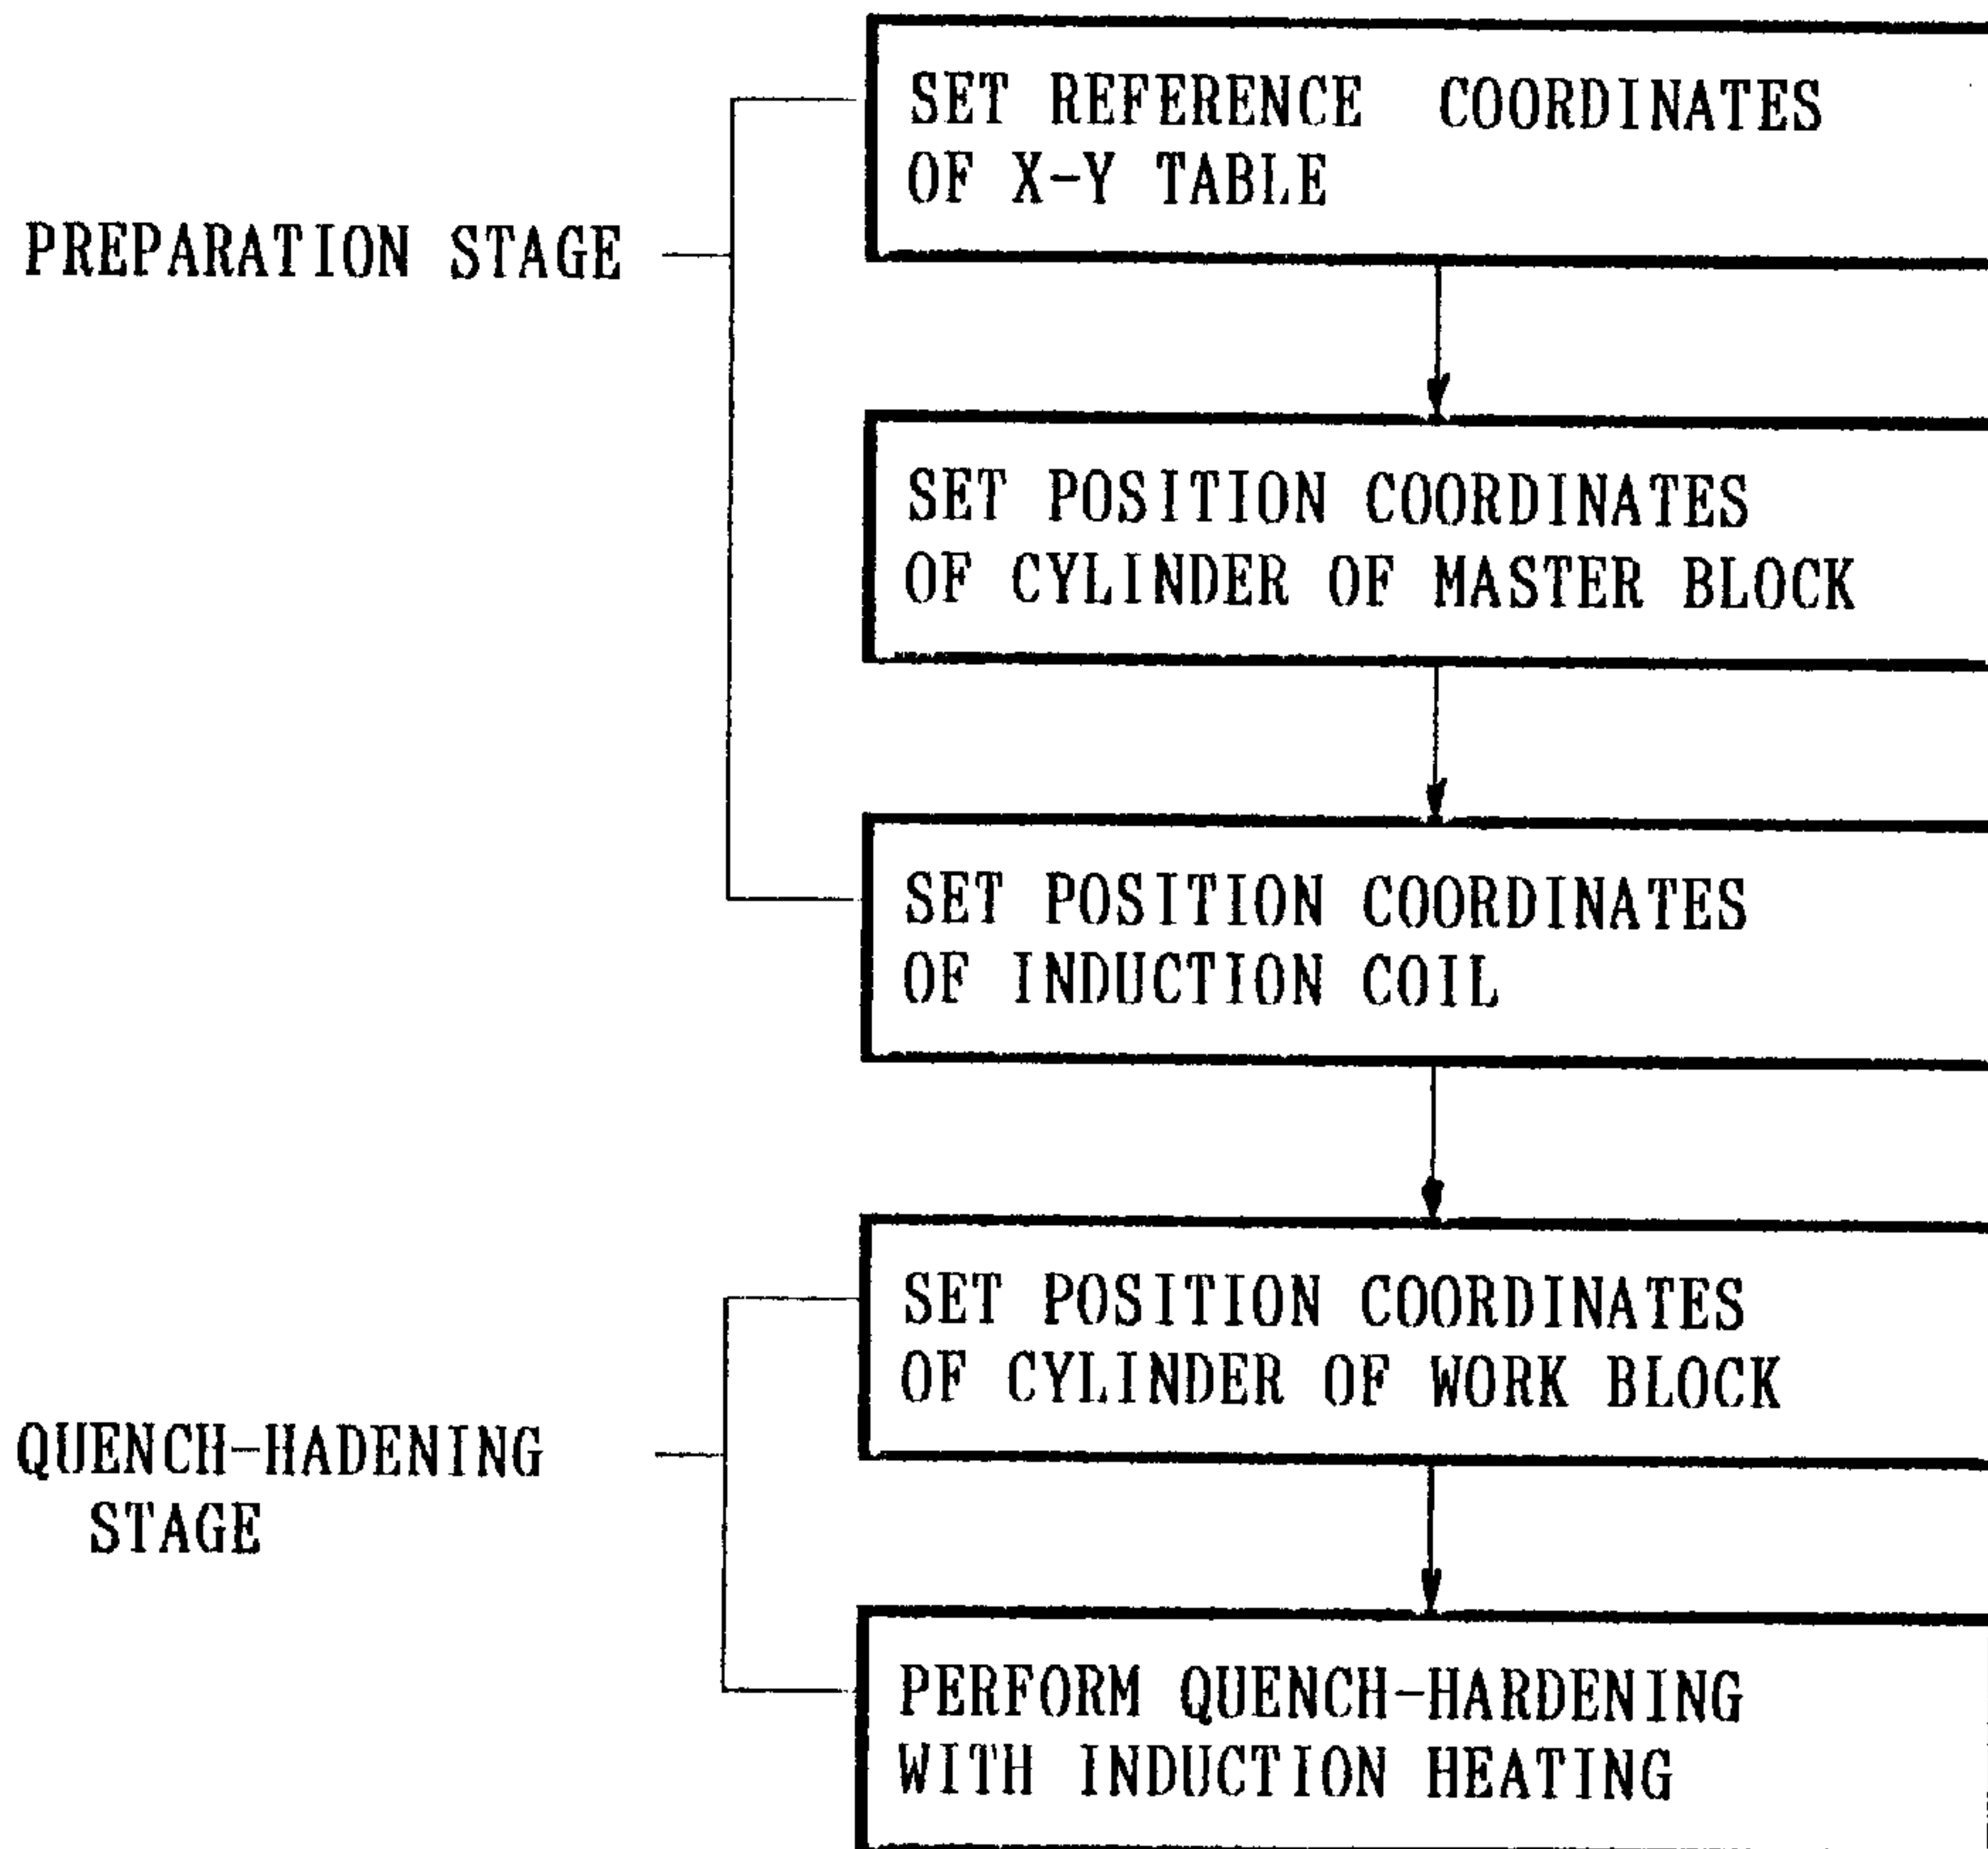 SET REFERENCE COORDINATES
OF X-Y TABLE
PREPARATION STAGE
SET POSITION COORDINATES
OF CYLINDER OF MASTER BLOCK
SET POSITION COORDINATES
OF INDUCTION COIL
SET POSITION COORDINATES
OF CYLINDER OF WORK BLOCK
QUENCH-HADENING
STAGE
PERFORM QUENCH-HARDENING
WITH INDUCTION HEATING